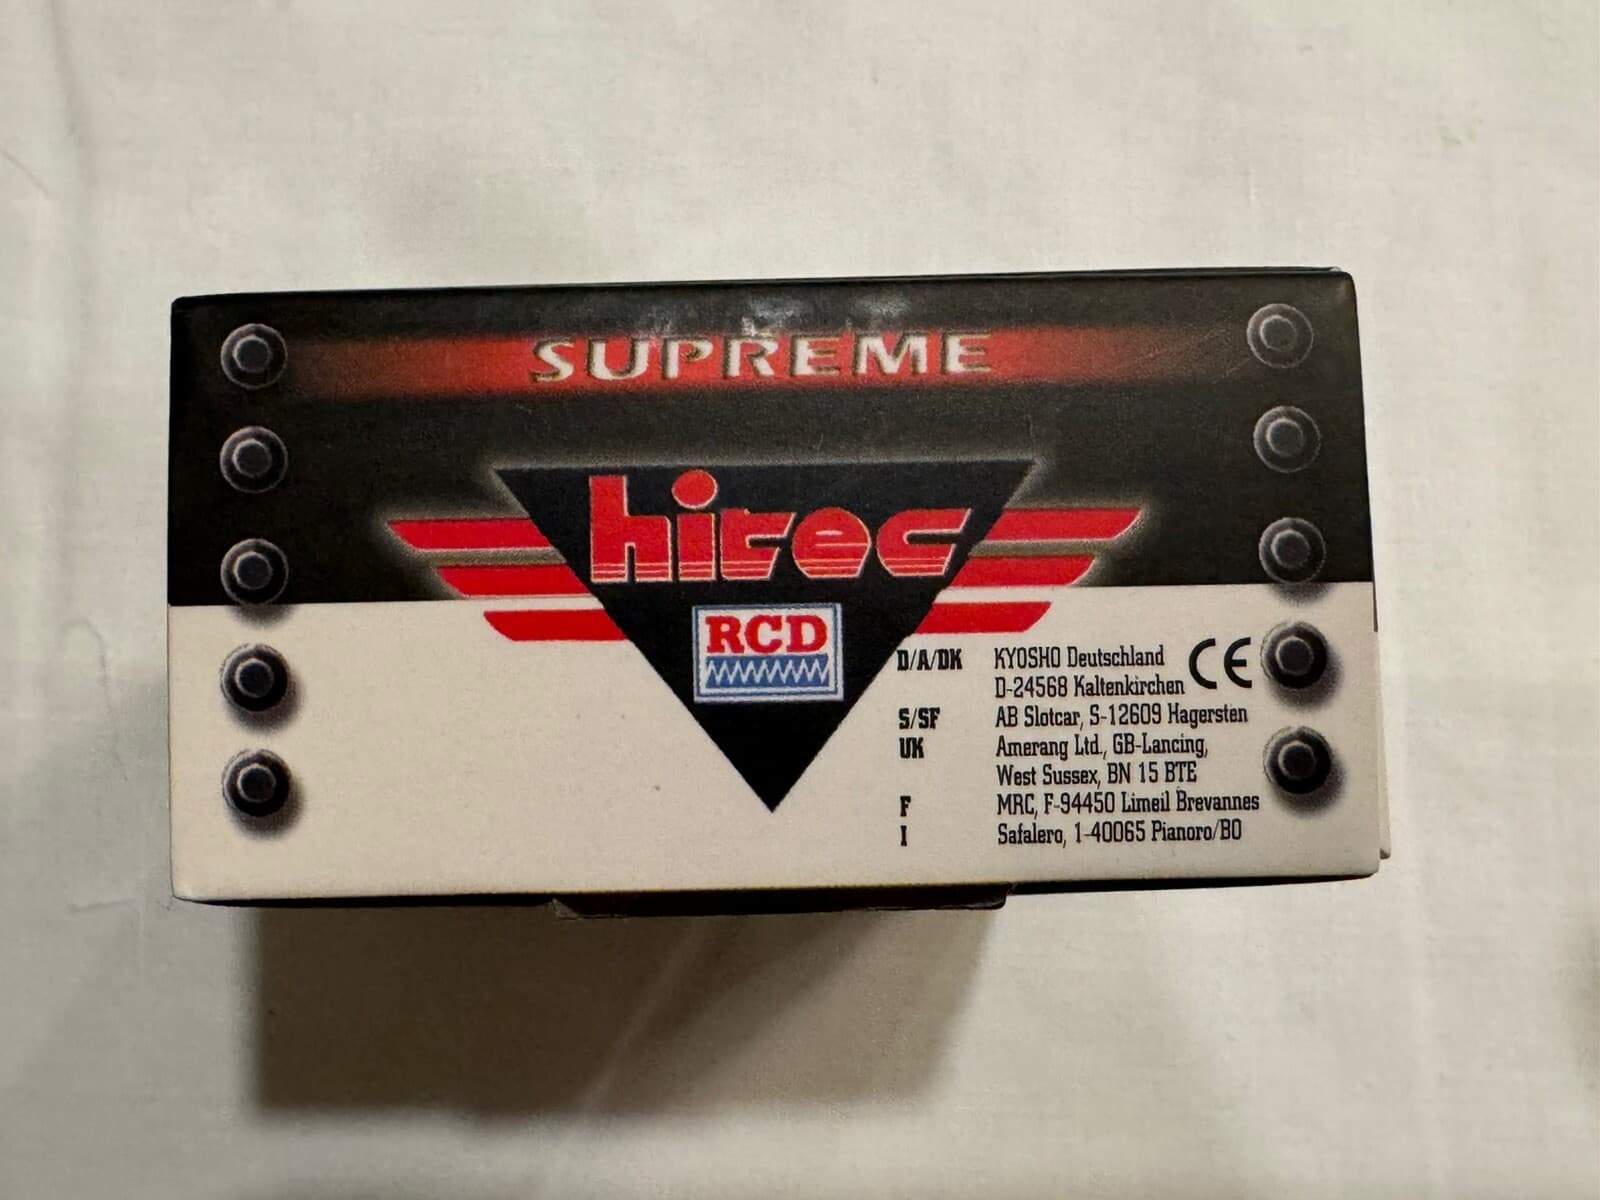 SUPREME
hitec
RCD
D/A/DK KYOSHO Deutschland
D-24568 Kaltenkirchen
CE
S/SF AB Slotcar, S-12609 Hagersten
UK Amerang Ltd., GB-Lancing,
West Sussex, BN 15 BTE
F MRC, F-94450 Limeil Brevannes
I Safalero, 1-40065 Pianoro/BO